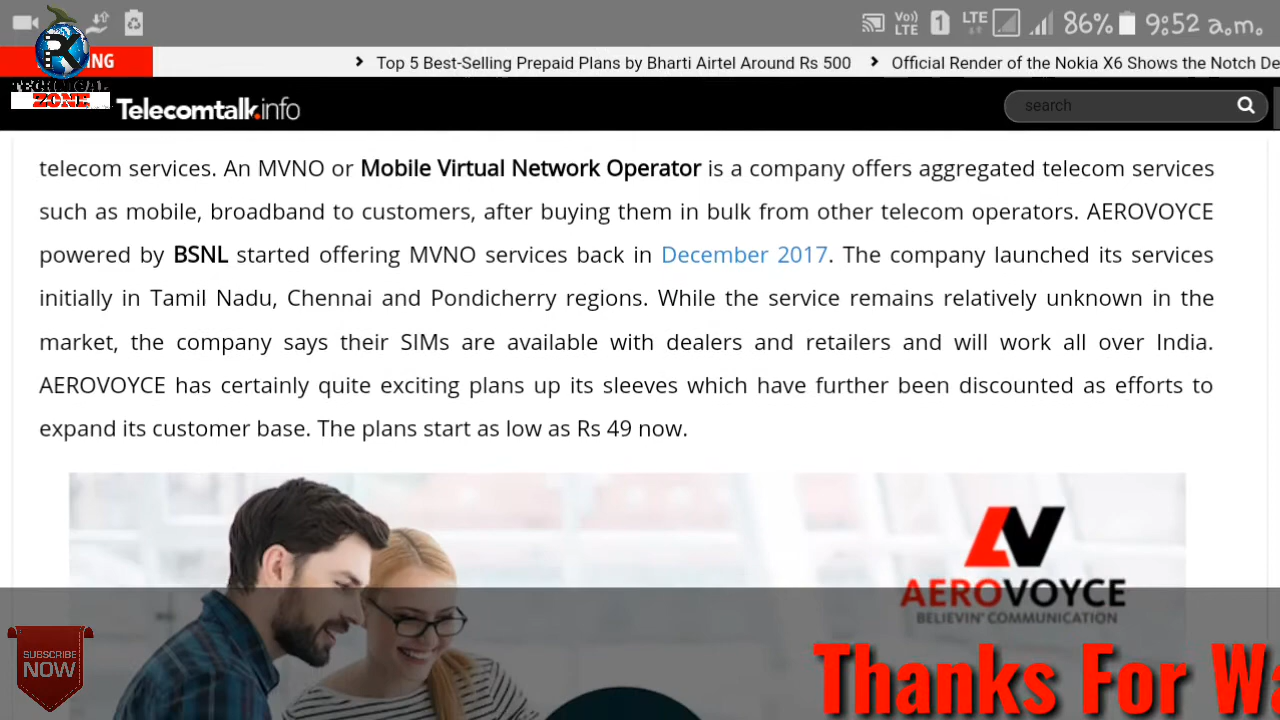 Vo)) LTE 1 LTE 86% 9:52 a.m.
NG
Top 5 Best-Selling Prepaid Plans by Bharti Airtel Around Rs 500
Official Render of the Nokia X6 Shows the Notch De
TECHNICAL
ZONE
Telecomtalk.info
search
telecom services. An MVNO or Mobile Virtual Network Operator is a company offers aggregated telecom services
such as mobile, broadband to customers, after buying them in bulk from other telecom operators. AEROVOYCE
powered by BSNL started offering MVNO services back in December 2017. The company launched its services
initially in Tamil Nadu, Chennai and Pondicherry regions. While the service remains relatively unknown in the
market, the company says their SIMs are available with dealers and retailers and will work all over India.
AEROVOYCE has certainly quite exciting plans up its sleeves which have further been discounted as efforts to
expand its customer base. The plans start as low as Rs 49 now.
AEROVOYCE
BELIEVIN' COMMUNICATION
SUBSCRIBE
NOW
Thanks For Wa